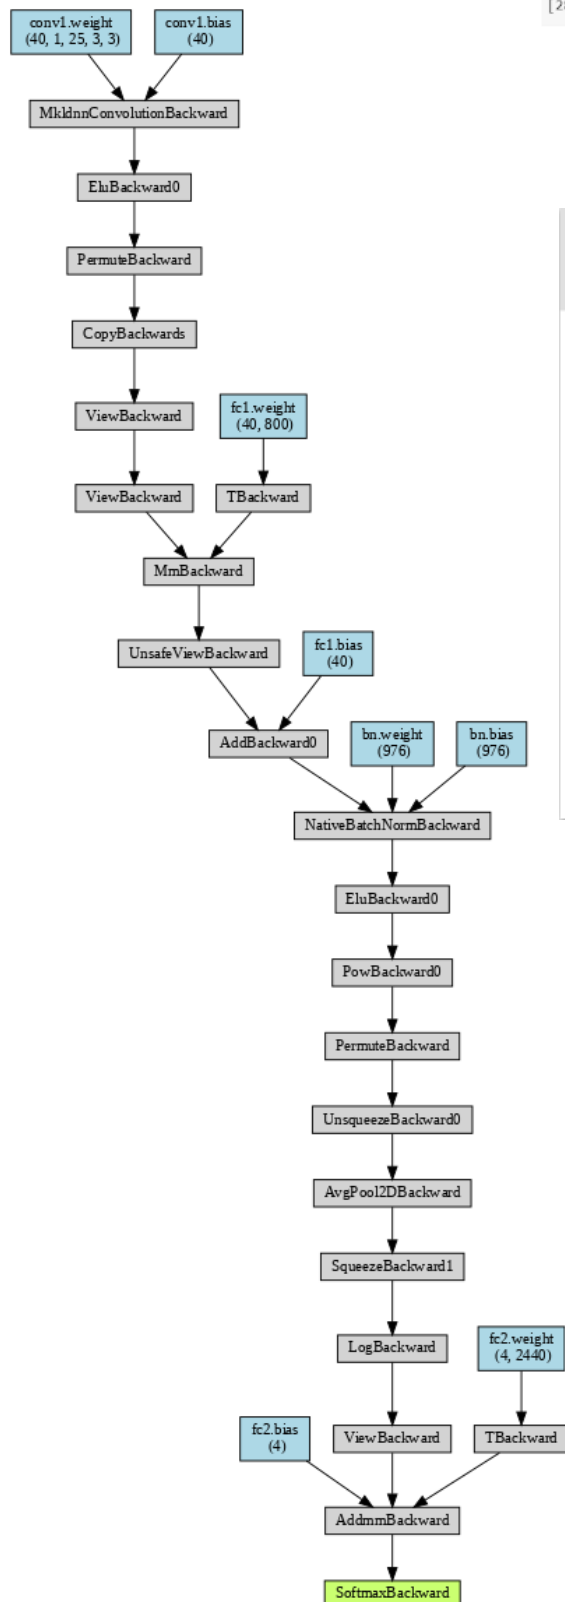 [28
conv1.weight
(40, 1, 25, 3, 3)
conv1.bias
(40)
MkldnnConvolutionBackward
EluBackward0
PermuteBackward
CopyBackwards
ViewBackward
fc1.weight
(40, 800)
ViewBackward
TBackward
MmBackward
UnsafeViewBackward
fc1.bias
(40)
AddBackward0
bn.weight
(976)
bn.bias
(976)
NativeBatchNormBackward
EluBackward0
PowBackward0
PermuteBackward
UnsqueezeBackward0
AvgPool2DBackward
SqueezeBackward1
LogBackward
fc2.weight
(4, 2440)
fc2.bias
(4)
ViewBackward
TBackward
AddmmBackward
SoftmaxBackward